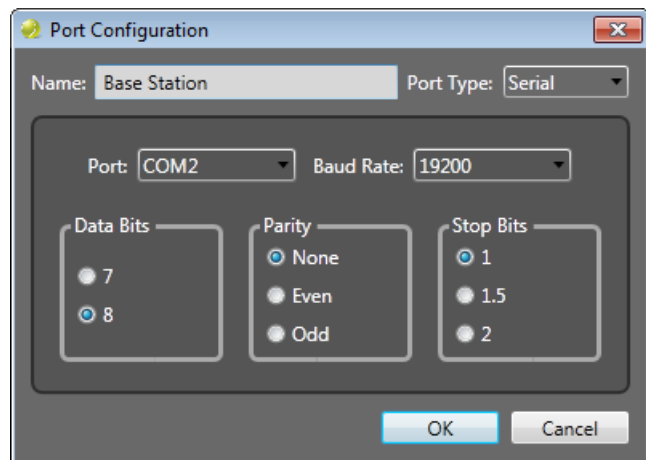 Port Configuration
Name: Base Station Port Type: Serial
Port: COM2 Baud Rate: 19200
Data Bits Parity Stop Bits
None 1
7
Even 1.5
8
Odd 2
OK Cancel